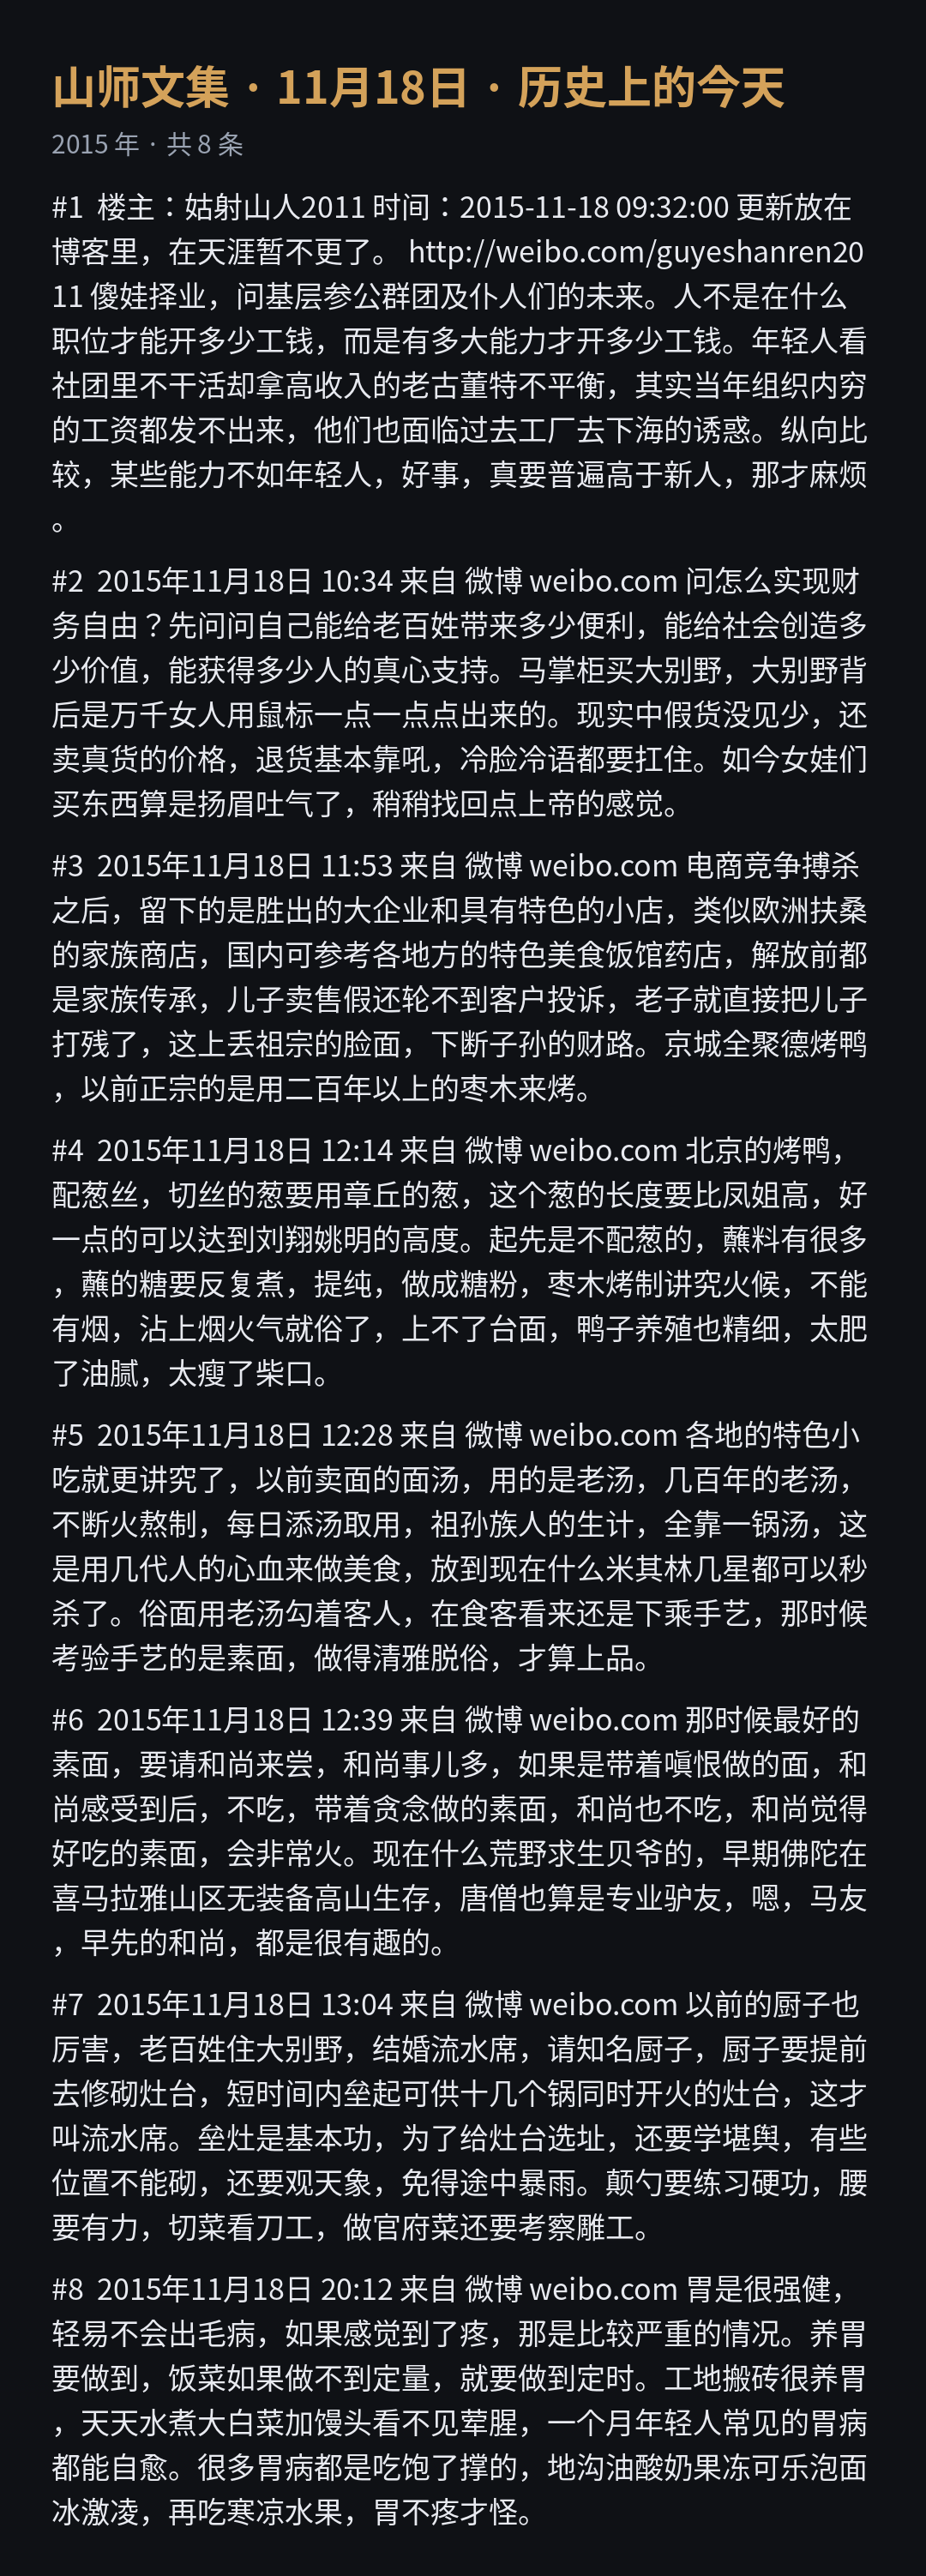 山师文集 · 11月18日 · 历史上的今天
2015 年 · 共 8 条
#1 楼主：姑射山人2011 时间：2015-11-18 09:32:00 更新放在
博客里，在天涯暂不更了。 http://weibo.com/guyeshanren20
11 傻娃择业，问基层参公群团及仆人们的未来。人不是在什么
职位才能开多少工钱，而是有多大能力才开多少工钱。年轻人看
社团里不干活却拿高收入的老古董特不平衡，其实当年组织内穷
的工资都发不出来，他们也面临过去工厂去下海的诱惑。纵向比
较，某些能力不如年轻人，好事，真要普遍高于新人，那才麻烦
。
#2 2015年11月18日 10:34 来自 微博 weibo.com 问怎么实现财
务自由？先问问自己能给老百姓带来多少便利，能给社会创造多
少价值，能获得多少人的真心支持。马掌柜买大别野，大别野背
后是万千女人用鼠标一点一点点出来的。现实中假货没见少，还
卖真货的价格，退货基本靠吼，冷脸冷语都要扛住。如今女娃们
买东西算是扬眉吐气了，稍稍找回点上帝的感觉。
#3 2015年11月18日 11:53 来自 微博 weibo.com 电商竞争搏杀
之后，留下的是胜出的大企业和具有特色的小店，类似欧洲扶桑
的家族商店，国内可参考各地方的特色美食饭馆药店，解放前都
是家族传承，儿子卖售假还轮不到客户投诉，老子就直接把儿子
打残了，这上丢祖宗的脸面，下断子孙的财路。京城全聚德烤鸭
，以前正宗的是用二百年以上的枣木来烤。
#4 2015年11月18日 12:14 来自 微博 weibo.com 北京的烤鸭，
配葱丝，切丝的葱要用章丘的葱，这个葱的长度要比凤姐高，好
一点的可以达到刘翔姚明的高度。起先是不配葱的，蘸料有很多
，蘸的糖要反复煮，提纯，做成糖粉，枣木烤制讲究火候，不能
有烟，沾上烟火气就俗了，上不了台面，鸭子养殖也精细，太肥
了油腻，太瘦了柴口。
#5 2015年11月18日 12:28 来自 微博 weibo.com 各地的特色小
吃就更讲究了，以前卖面的面汤，用的是老汤，几百年的老汤，
不断火熬制，每日添汤取用，祖孙族人的生计，全靠一锅汤，这
是用几代人的心血来做美食，放到现在什么米其林几星都可以秒
杀了。俗面用老汤勾着客人，在食客看来还是下乘手艺，那时候
考验手艺的是素面，做得清雅脱俗，才算上品。
#6 2015年11月18日 12:39 来自 微博 weibo.com 那时候最好的
素面，要请和尚来尝，和尚事儿多，如果是带着嗔恨做的面，和
尚感受到后，不吃，带着贪念做的素面，和尚也不吃，和尚觉得
好吃的素面，会非常火。现在什么荒野求生贝爷的，早期佛陀在
喜马拉雅山区无装备高山生存，唐僧也算是专业驴友，嗯，马友
，早先的和尚，都是很有趣的。
#7 2015年11月18日 13:04 来自 微博 weibo.com 以前的厨子也
厉害，老百姓住大别野，结婚流水席，请知名厨子，厨子要提前
去修砌灶台，短时间内垒起可供十几个锅同时开火的灶台，这才
叫流水席。垒灶是基本功，为了给灶台选址，还要学堪舆，有些
位置不能砌，还要观天象，免得途中暴雨。颠勺要练习硬功，腰
要有力，切菜看刀工，做官府菜还要考察雕工。
#8 2015年11月18日 20:12 来自 微博 weibo.com 胃是很强健，
轻易不会出毛病，如果感觉到了疼，那是比较严重的情况。养胃
要做到，饭菜如果做不到定量，就要做到定时。工地搬砖很养胃
，天天水煮大白菜加馒头看不见荤腥，一个月年轻人常见的胃病
都能自愈。很多胃病都是吃饱了撑的，地沟油酸奶果冻可乐泡面
冰激凌，再吃寒凉水果，胃不疼才怪。